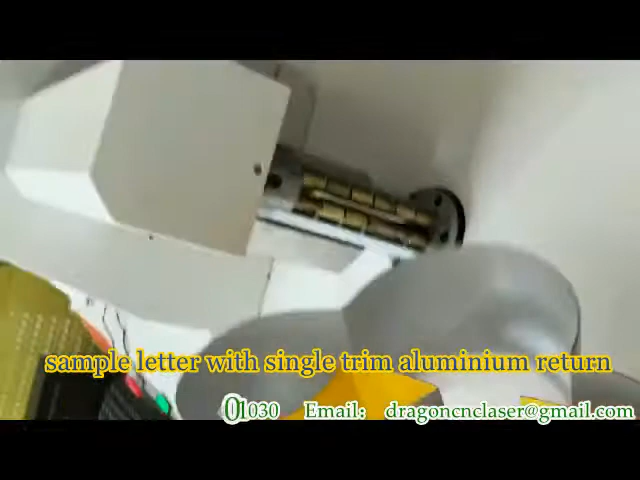 sample letter with single trim aluminium return
01030 Email: dragoncnclaser@gmail.com